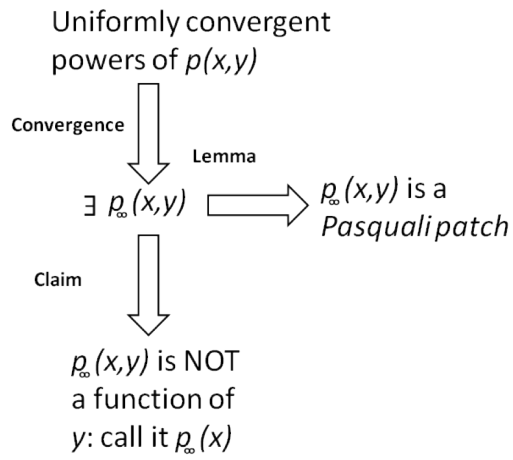 Uniformly convergent
powers of p(x,y)
Convergence
Lemma
∃ p∞(x,y)
p∞(x,y) is a
Pasquali patch
Claim
p∞(x,y) is NOT
a function of
y: call it p∞(x)